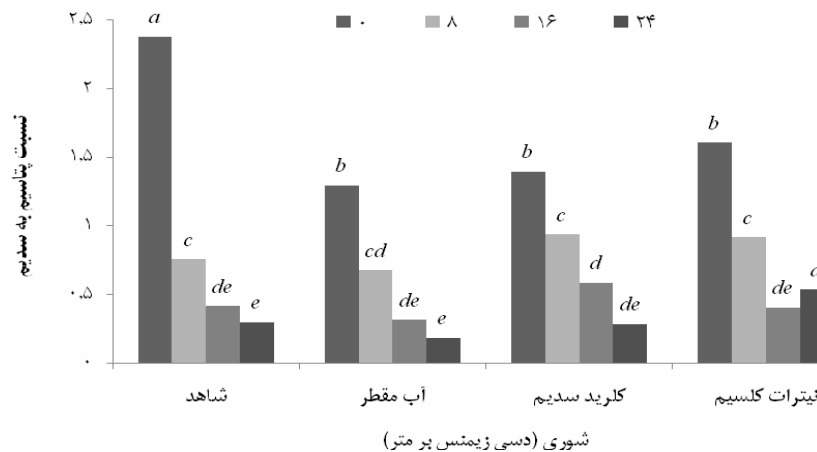 ۰ ۸ ۱۶ ۲۴
نسبت پتاسیم به سدیم
۲.۵
۲
۱.۵
۱
۰.۵
۰
a c de e
b cd de e
b c d de
b c de
شاهد
آب مقطر
کلرید سدیم
نیترات کلسیم
شوری (دسی زیمنس بر متر)